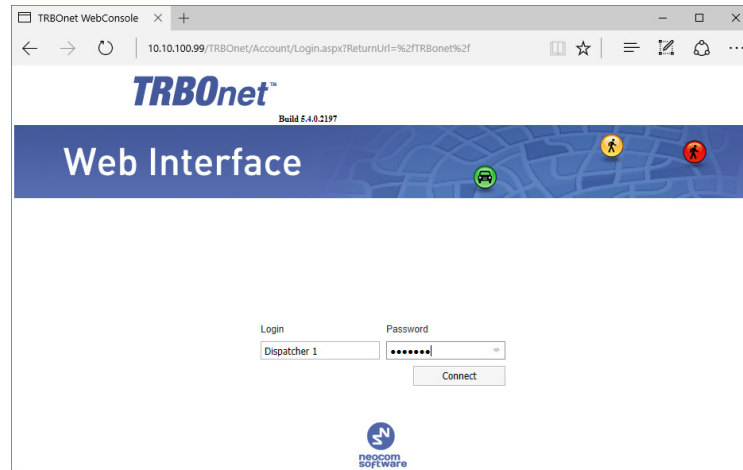 TRBOnet WebConsole
10.10.100.99/TRBOnet/Account/Login.aspx?ReturnUrl=%2fTRBonet%2f
TRBOnet™
Build 5.4.0.2197
Web Interface
Login Password
Dispatcher 1 •••••••
Connect
neocom
software